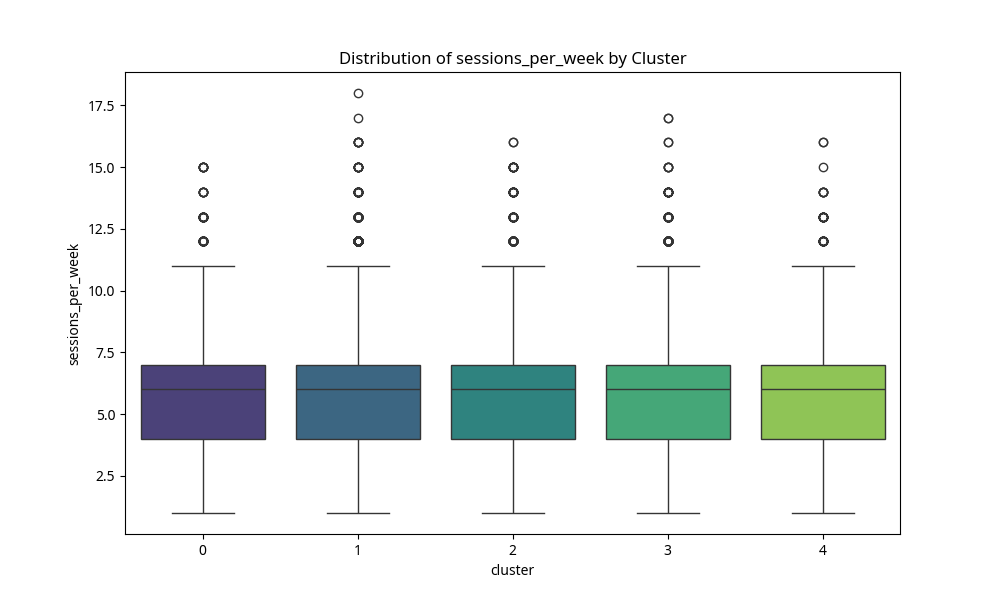 Distribution of sessions_per_week by Cluster
17.5
15.0
12.5
10.0
7.5
5.0
2.5
sessions_per_week
0 1 2 3 4
cluster